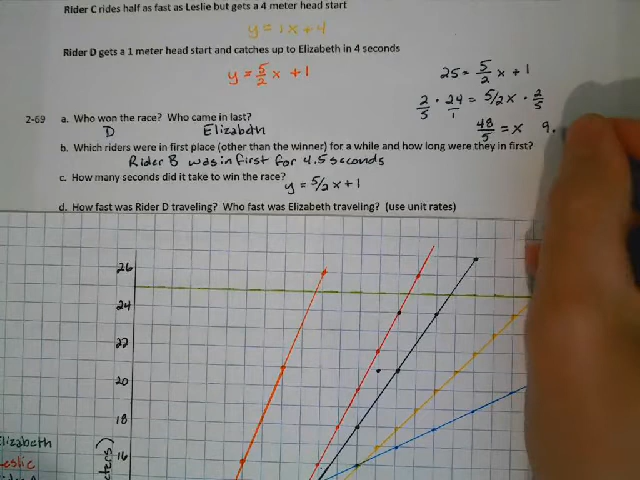 Rider C rides half as fast as Leslie but gets a 4 meter head start
y = 1x + 4
Rider D gets a 1 meter head start and catches up to Elizabeth in 4 seconds
y = 5/2 x + 1
25 = 5/2 x + 1
2/5 · 24/1 = 5/2x · 2/5
48/5 = x 9.
2-69 a. Who won the race? Who came in last?
D Elizabeth
b. Which riders were in first place (other than the winner) for a while and how long were they in first?
Rider B was in first for 4.5 seconds
c. How many seconds did it take to win the race?
y = 5/2 x + 1
d. How fast was Rider D traveling? Who fast was Elizabeth traveling? (use unit rates)
26
24
22
20
18
16
Elizabeth
Leslie